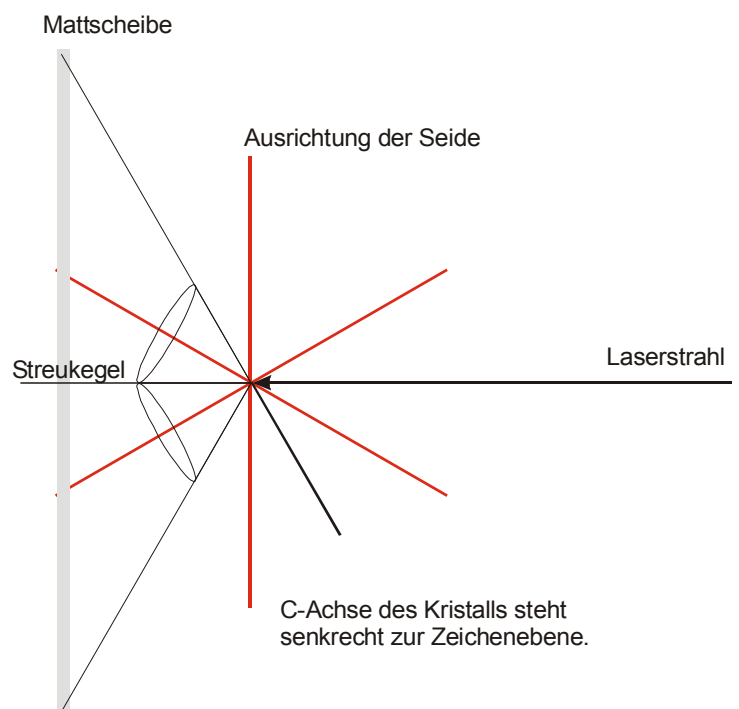 Mattscheibe
Ausrichtung der Seide
Laserstrahl
Streukegel
C-Achse des Kristalls steht
senkrecht zur Zeichenebene.